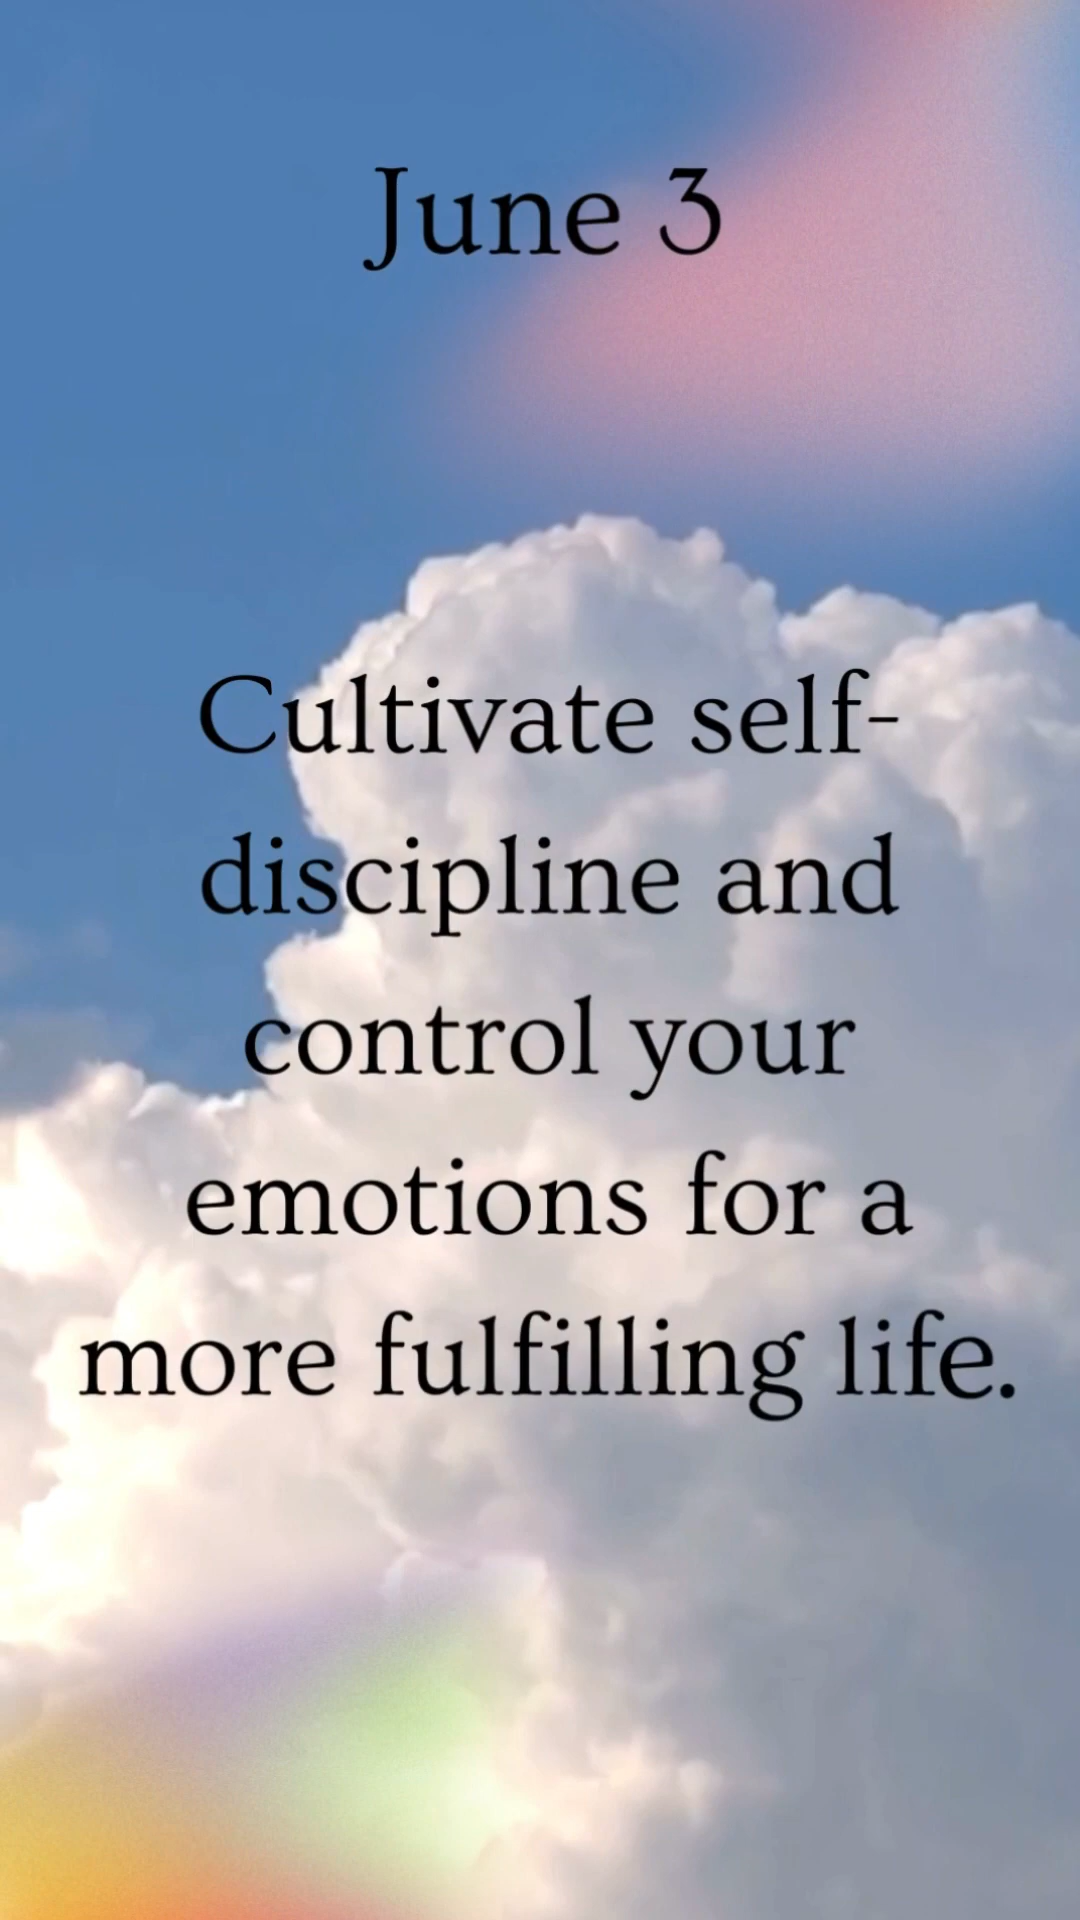 June 3
Cultivate self-
discipline and
control your
emotions for a
more fulfilling life.